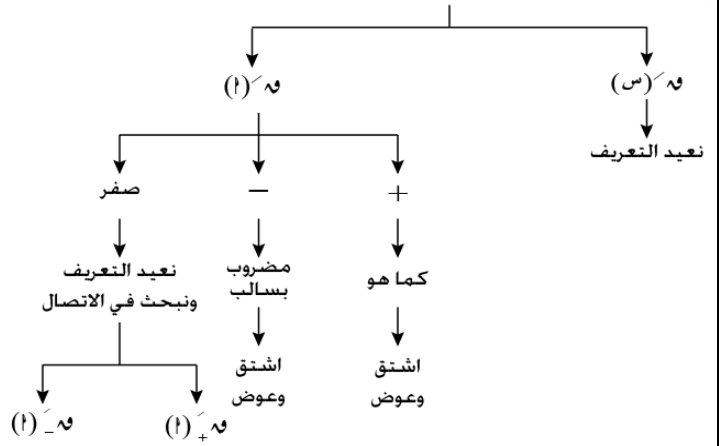 قَ(س)
قَ(أ)
نعيد التعريف
+
−
صفر
كما هو
مضروب
بسالب
نعيد التعريف
ونبحث في الاتصال
اشتق
وعوض
اشتق
وعوض
قَ+(أ)
قَ−(أ)